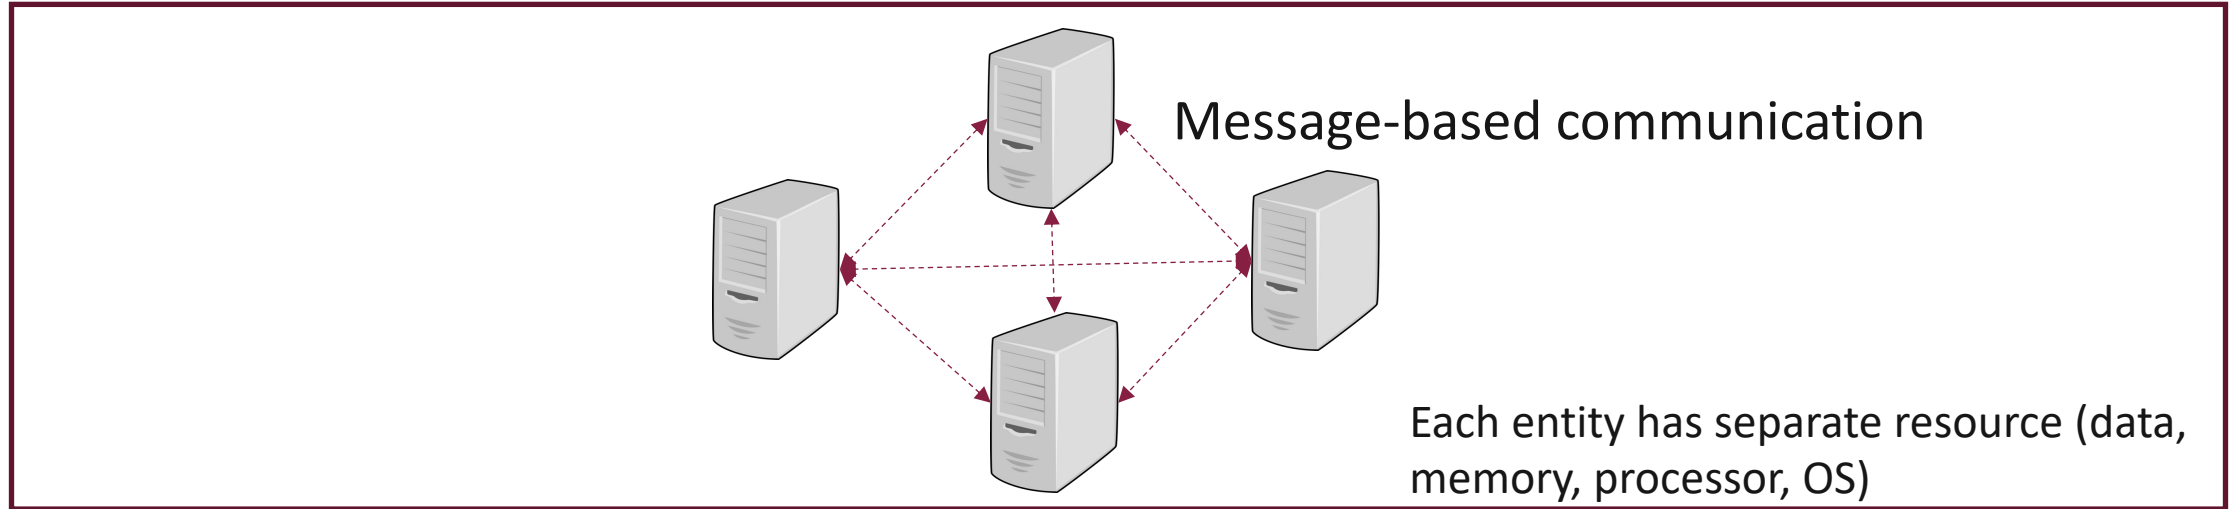 Message-based communication
Each entity has separate resource (data,
memory, processor, OS)